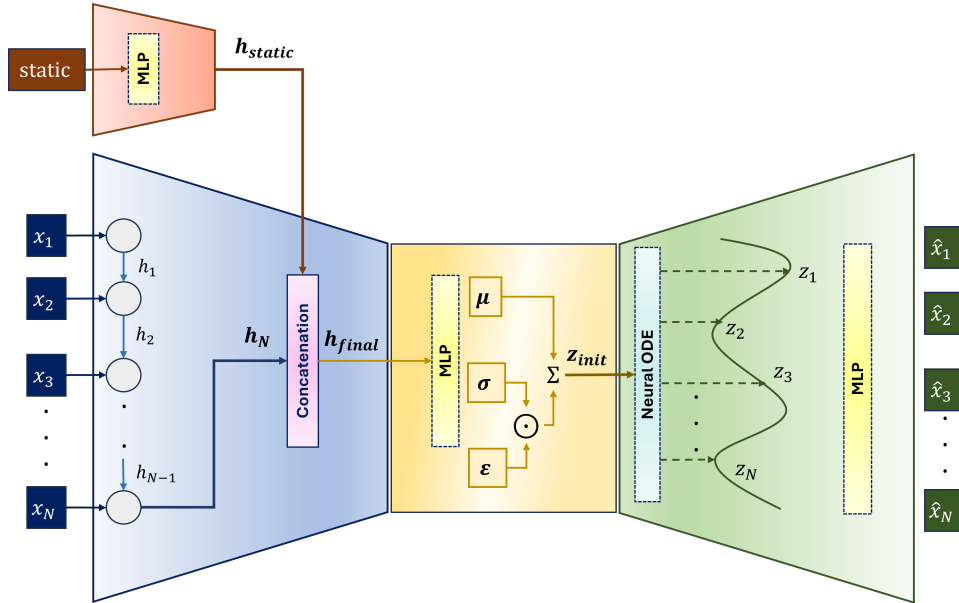 static
MLP
h_static
x_1
x_2
x_3
x_N
h_1
h_2
h_{N-1}
h_N
Concatenation
h_final
MLP
μ
σ
ε
Σ
z_init
Neural ODE
z_1
z_2
z_3
z_N
MLP
x̂_1
x̂_2
x̂_3
x̂_N